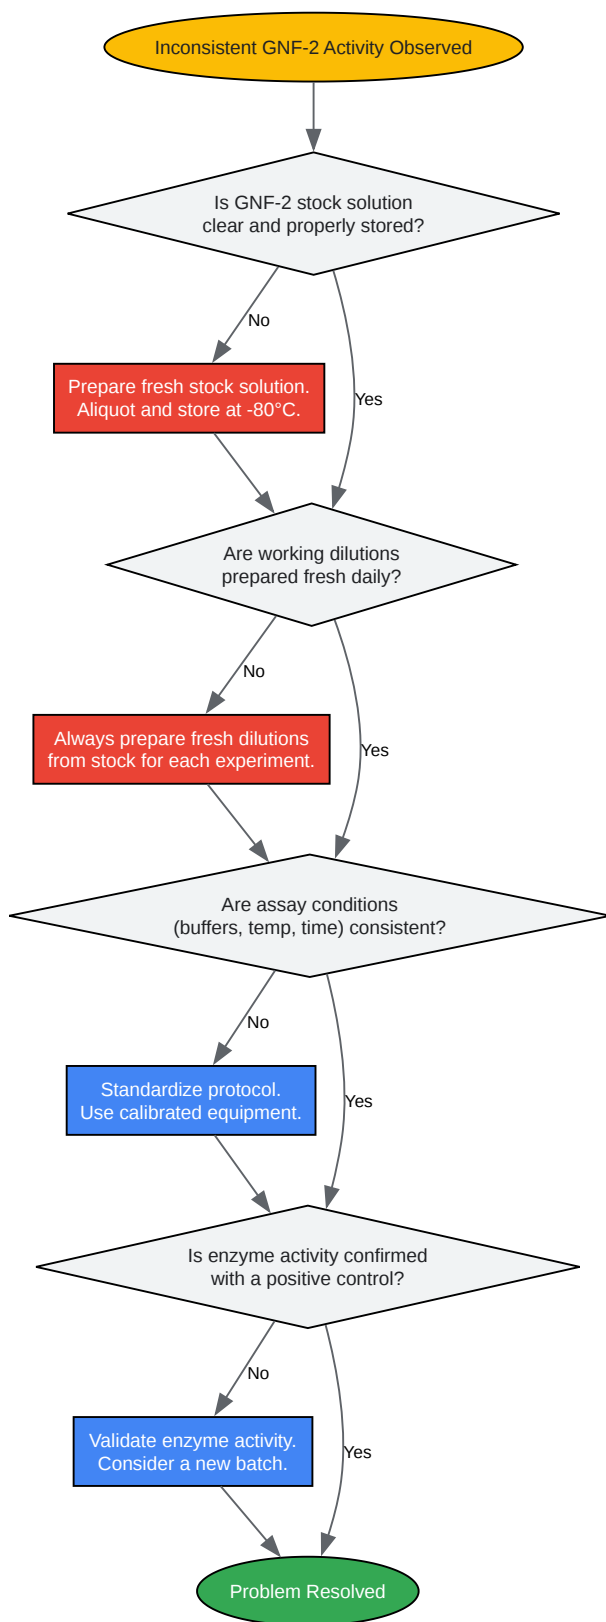 Inconsistent GNF-2 Activity Observed
Is GNF-2 stock solution
clear and properly stored?
No
Prepare fresh stock solution.
Aliquot and store at -80°C.
Yes
Are working dilutions
prepared fresh daily?
No
Always prepare fresh dilutions
from stock for each experiment.
Yes
Are assay conditions
(buffers, temp, time) consistent?
No
Standardize protocol.
Use calibrated equipment.
Yes
Is enzyme activity confirmed
with a positive control?
No
Validate enzyme activity.
Consider a new batch.
Yes
Problem Resolved